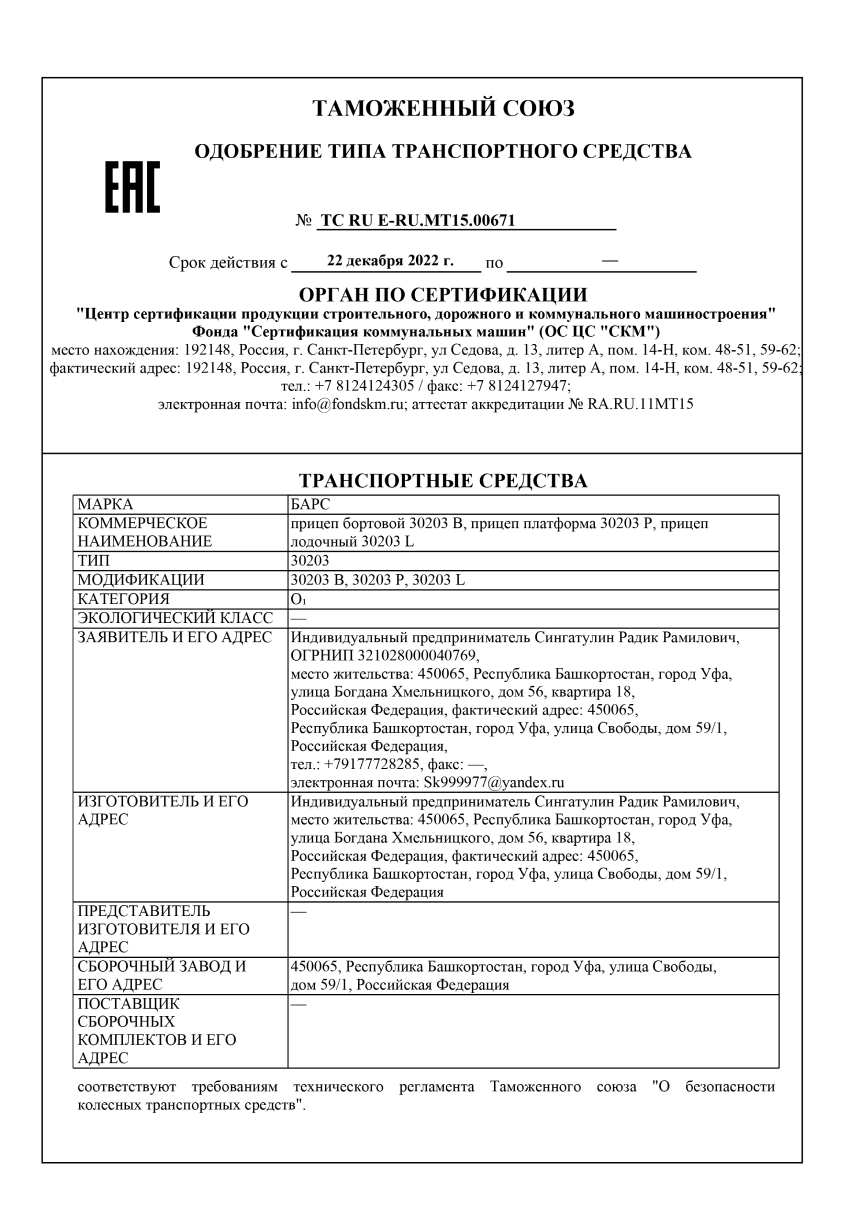 ТАМОЖЕННЫЙ СОЮЗ
ОДОБРЕНИЕ ТИПА ТРАНСПОРТНОГО СРЕДСТВА
EAC
№ ТС RU Е-RU.МТ15.00671
Срок действия с 22 декабря 2022 г. по —
ОРГАН ПО СЕРТИФИКАЦИИ
"Центр сертификации продукции строительного, дорожного и коммунального машиностроения"
Фонда "Сертификация коммунальных машин" (ОС ЦС "СКМ")
место нахождения: 192148, Россия, г. Санкт-Петербург, ул Седова, д. 13, литер А, пом. 14-Н, ком. 48-51, 59-62;
фактический адрес: 192148, Россия, г. Санкт-Петербург, ул Седова, д. 13, литер А, пом. 14-Н, ком. 48-51, 59-62;
тел.: +7 8124124305 / факс: +7 8124127947;
электронная почта: info@fondskm.ru; аттестат аккредитации № RA.RU.11МТ15
ТРАНСПОРТНЫЕ СРЕДСТВА
МАРКА БАРС
КОММЕРЧЕСКОЕ прицеп бортовой 30203 В, прицеп платформа 30203 Р, прицеп
НАИМЕНОВАНИЕ лодочный 30203 L
ТИП 30203
МОДИФИКАЦИИ 30203 В, 30203 Р, 30203 L
КАТЕГОРИЯ О₁
ЭКОЛОГИЧЕСКИЙ КЛАСС —
ЗАЯВИТЕЛЬ И ЕГО АДРЕС Индивидуальный предприниматель Сингатулин Радик Рамилович,
ОГРНИП 321028000040769,
место жительства: 450065, Республика Башкортостан, город Уфа,
улица Богдана Хмельницкого, дом 56, квартира 18,
Российская Федерация, фактический адрес: 450065,
Республика Башкортостан, город Уфа, улица Свободы, дом 59/1,
Российская Федерация,
тел.: +79177728285, факс: —,
электронная почта: Sk999977@yandex.ru
ИЗГОТОВИТЕЛЬ И ЕГО Индивидуальный предприниматель Сингатулин Радик Рамилович,
АДРЕС место жительства: 450065, Республика Башкортостан, город Уфа,
улица Богдана Хмельницкого, дом 56, квартира 18,
Российская Федерация, фактический адрес: 450065,
Республика Башкортостан, город Уфа, улица Свободы, дом 59/1,
Российская Федерация
ПРЕДСТАВИТЕЛЬ —
ИЗГОТОВИТЕЛЯ И ЕГО
АДРЕС
СБОРОЧНЫЙ ЗАВОД И 450065, Республика Башкортостан, город Уфа, улица Свободы,
ЕГО АДРЕС дом 59/1, Российская Федерация
ПОСТАВЩИК —
СБОРОЧНЫХ
КОМПЛЕКТОВ И ЕГО
АДРЕС
соответствуют требованиям технического регламента Таможенного союза "О безопасности
колесных транспортных средств".